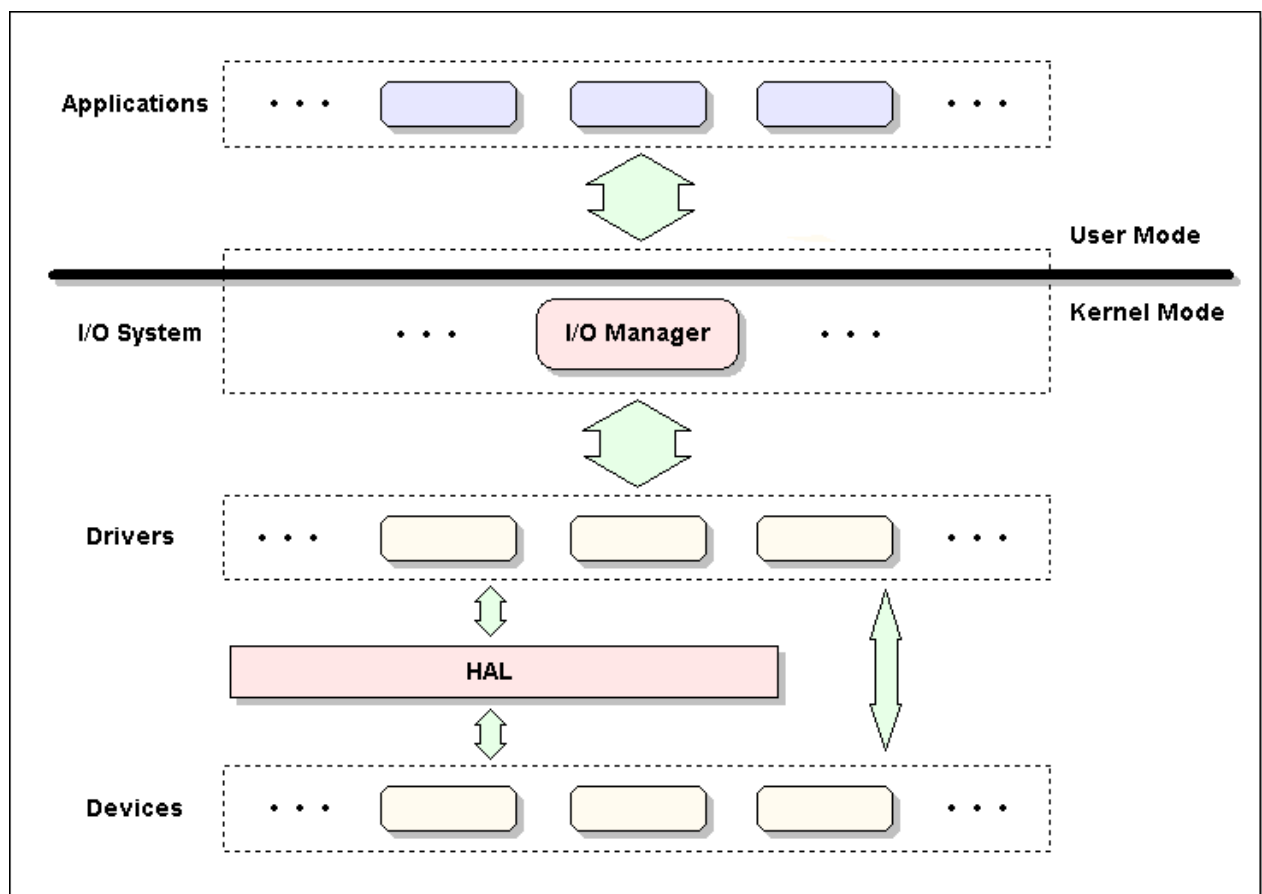 Applications
User Mode
Kernel Mode
I/O System
I/O Manager
Drivers
HAL
Devices